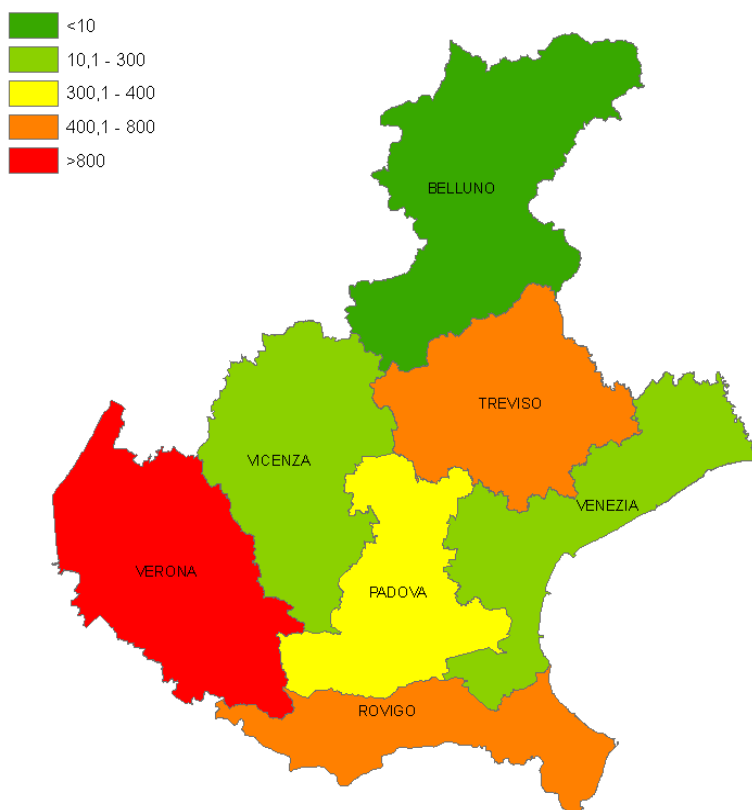 <10
10,1 - 300
300,1 - 400
400,1 - 800
>800
BELLUNO
TREVISO
VICENZA
VENEZIA
VERONA
PADOVA
ROVIGO